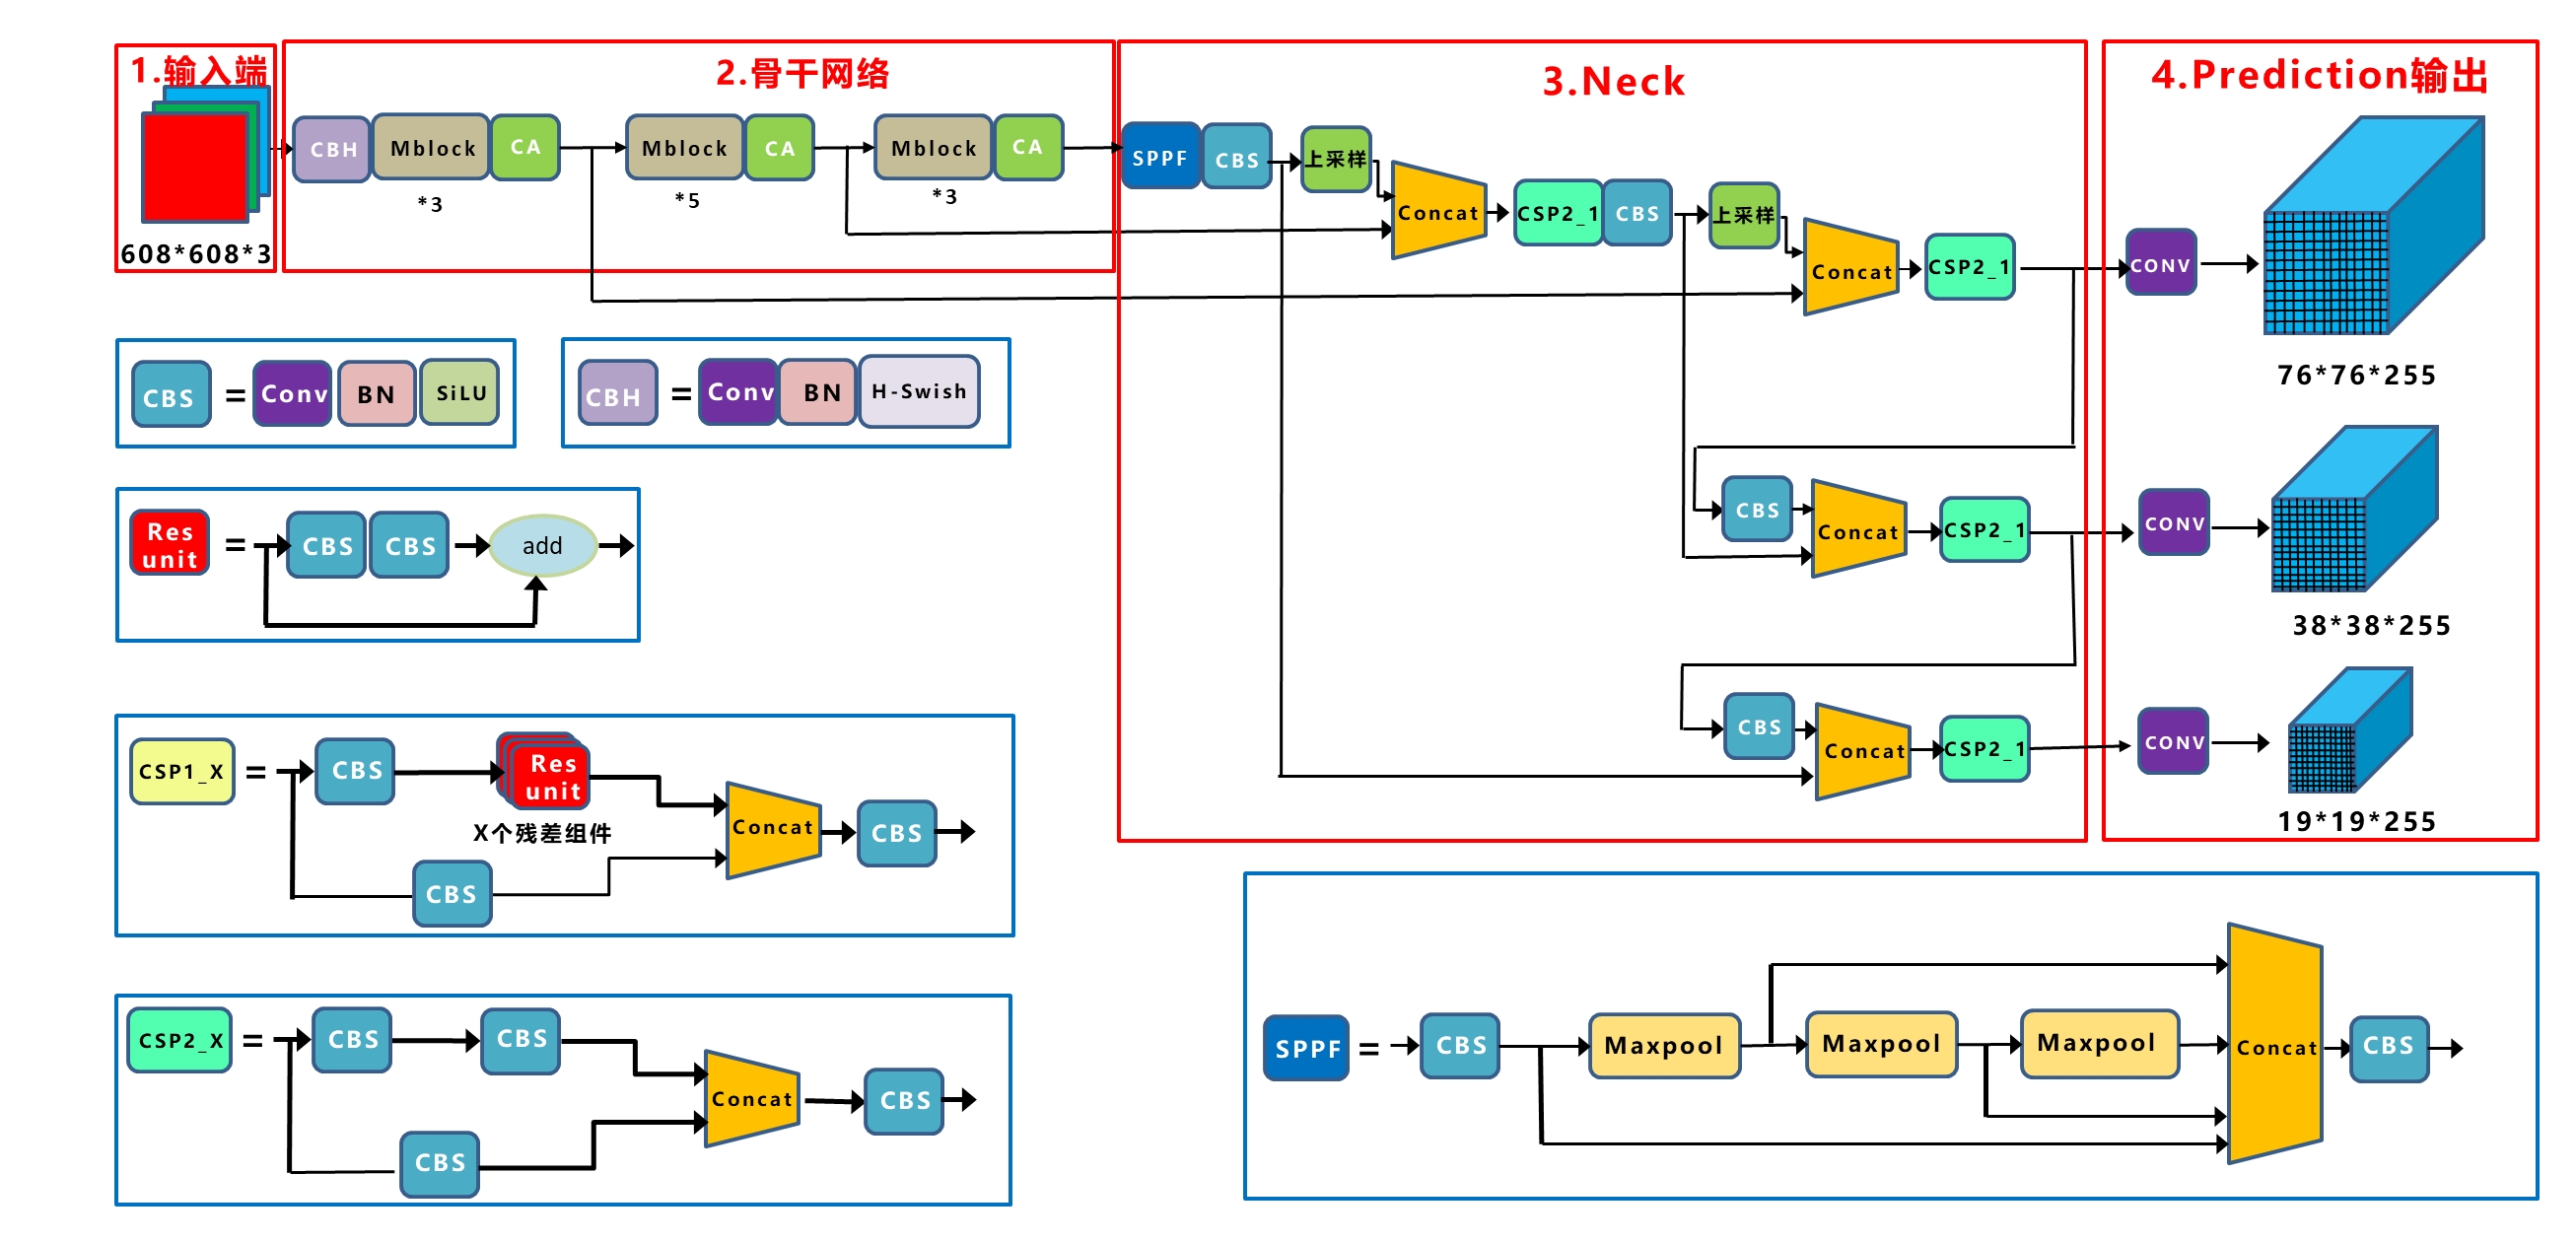 1.输入端
608*608*3
2.骨干网络
CBH
Mblock
CA
*3
Mblock
CA
*5
Mblock
CA
*3
3.Neck
SPPF
CBS
上采样
Concat
CSP2_1
CBS
上采样
Concat
CSP2_1
CBS
Concat
CSP2_1
CBS
Concat
CSP2_1
4.Prediction输出
CONV
76*76*255
CONV
38*38*255
CONV
19*19*255
CBS
=
Conv
BN
SiLU
CBH
=
Conv
BN
H-Swish
Res
unit
=
CBS
CBS
add
CSP1_X
=
CBS
Res
unit
X个残差组件
CBS
Concat
CBS
CSP2_X
=
CBS
CBS
CBS
Concat
CBS
SPPF
=
CBS
Maxpool
Maxpool
Maxpool
Concat
CBS